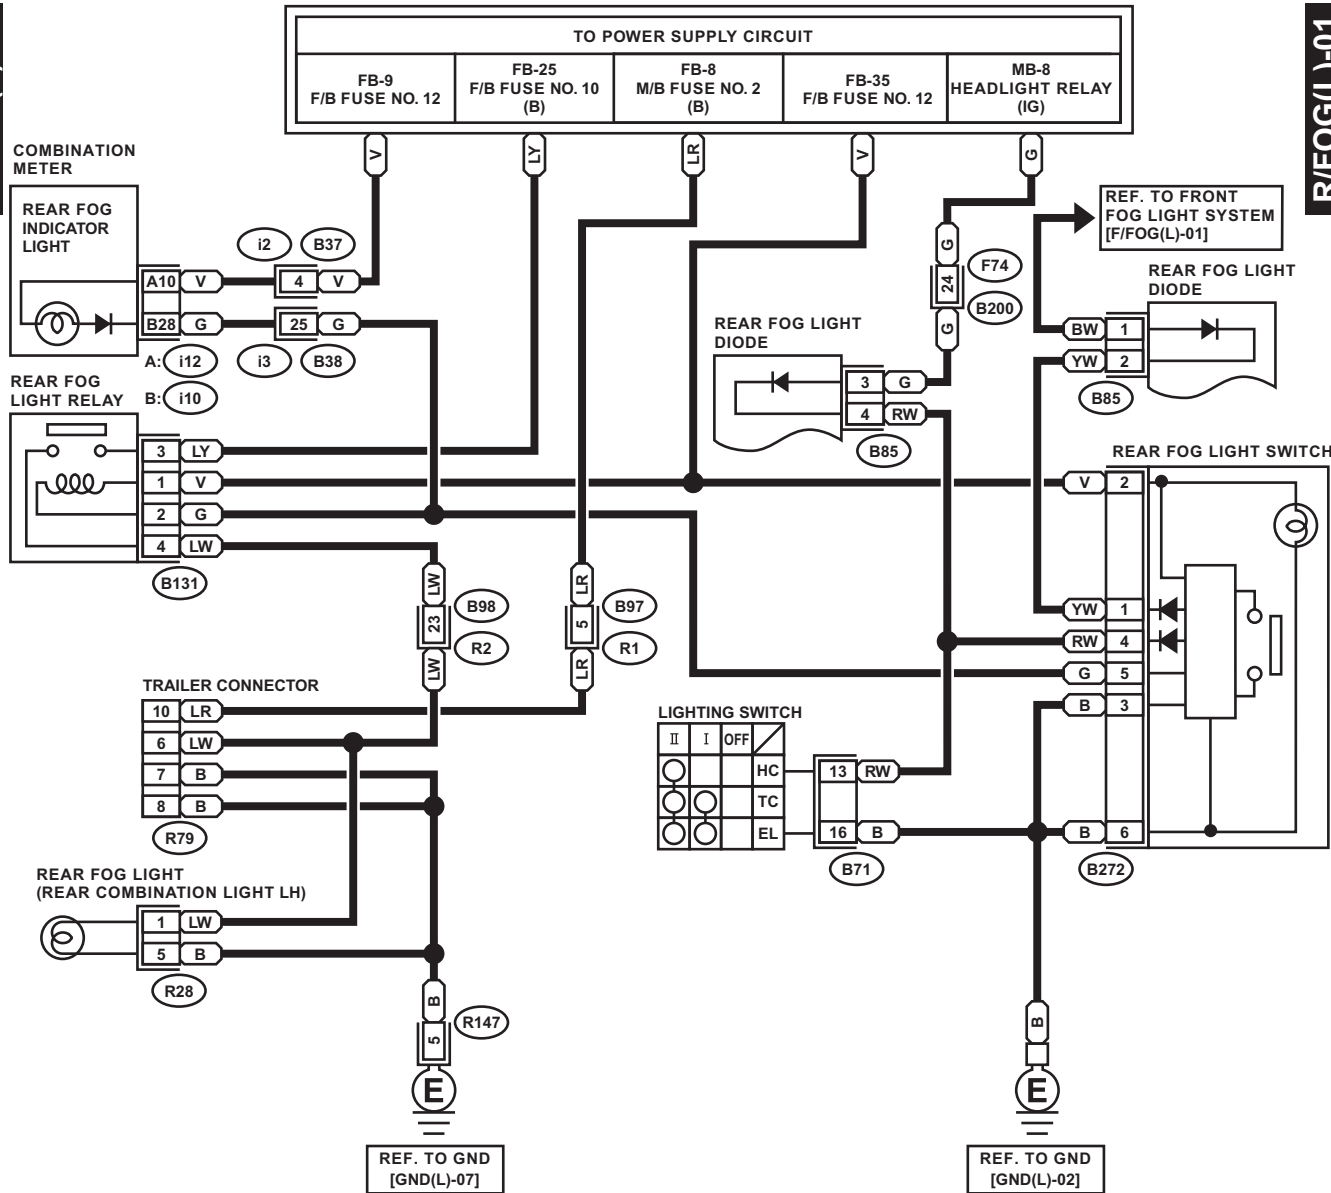 TO POWER SUPPLY CIRCUIT
FB-9
F/B FUSE NO. 12
FB-25
F/B FUSE NO. 10
(B)
FB-8
M/B FUSE NO. 2
(B)
FB-35
F/B FUSE NO. 12
MB-8
HEADLIGHT RELAY
(IG)
R/FOG(L)-01
V
LY
LR
V
G
COMBINATION
METER
REAR FOG
INDICATOR
LIGHT
i2
B37
A10
V
4
V
B28
G
25
G
A: i12
i3
B38
B: i10
G
24
G
F74
B200
REF. TO FRONT
FOG LIGHT SYSTEM
[F/FOG(L)-01]
REAR FOG LIGHT
DIODE
BW
1
YW
2
B85
REAR FOG LIGHT
DIODE
3
G
4
RW
B85
REAR FOG
LIGHT RELAY
3
LY
1
V
2
G
4
LW
B131
REAR FOG LIGHT SWITCH
V
2
YW
1
RW
4
G
5
B
3
B
6
B272
LW
23
LW
B98
R2
LR
5
LR
B97
R1
TRAILER CONNECTOR
10
LR
6
LW
7
B
8
B
R79
LIGHTING SWITCH
II
I
OFF
HC
TC
EL
13
RW
16
B
B71
REAR FOG LIGHT
(REAR COMBINATION LIGHT LH)
1
LW
5
B
R28
B
5
R147
E
REF. TO GND
[GND(L)-07]
B
E
REF. TO GND
[GND(L)-02]